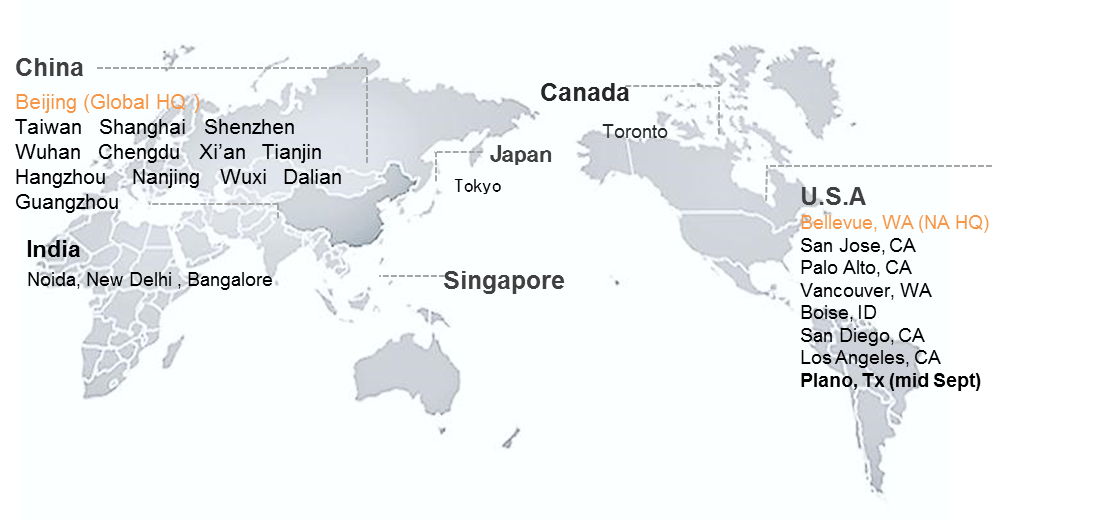 China
Beijing (Global HQ )
Taiwan Shanghai Shenzhen
Wuhan Chengdu Xi’an Tianjin
Hangzhou Nanjing Wuxi Dalian
Guangzhou
India
Noida, New Delhi , Bangalore
Japan
Tokyo
Singapore
Canada
Toronto
U.S.A
Bellevue, WA (NA HQ)
San Jose, CA
Palo Alto, CA
Vancouver, WA
Boise, ID
San Diego, CA
Los Angeles, CA
Plano, Tx (mid Sept)